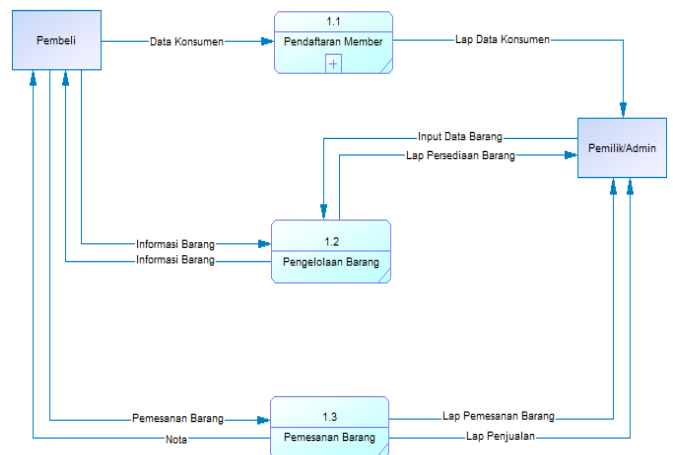 1.1
Pembeli
Data Konsumen
Pendaftaran Member
Lap Data Konsumen
+
Input Data Barang
Pemilik/Admin
Lap Persediaan Barang
1.2
Informasi Barang
Informasi Barang
Pengelolaan Barang
1.3
Pemesanan Barang
Lap Pemesanan Barang
Nota
Pemesanan Barang
Lap Penjualan